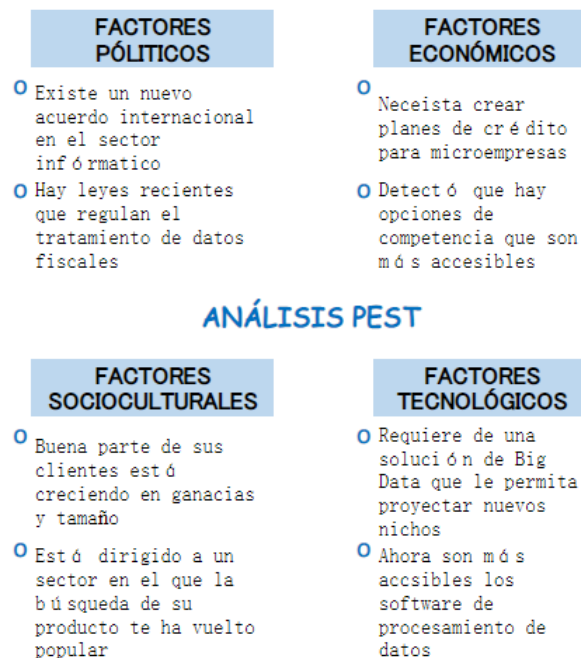 FACTORES
PÓLITICOS
Existe un nuevo
acuerdo internacional
en el sector
infórmatico
Hay leyes recientes
que regulan el
tratamiento de datos
fiscales
FACTORES
ECONÓMICOS
Neceista crear
planes de crédito
para microempresas
Detectó que hay
opciones de
competencia que son
más accesibles
ANÁLISIS PEST
FACTORES
SOCIOCULTURALES
Buena parte de sus
clientes está
creciendo en ganacias
y tamaño
Está dirigido a un
sector en el que la
búsqueda de su
producto te ha vuelto
popular
FACTORES
TECNOLÓGICOS
Requiere de una
solución de Big
Data que le permita
proyectar nuevos
nichos
Ahora son más
accsibles los
software de
procesamiento de
datos